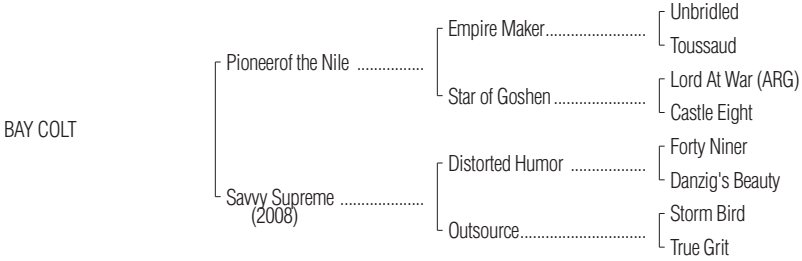 Unbridled
Empire Maker........................
Toussaud
Pioneerof the Nile ................
Lord At War (ARG)
Star of Goshen......................
Castle Eight
BAY COLT
Forty Niner
Distorted Humor ..................
Danzig's Beauty
Savvy Supreme ....................
(2008)
Storm Bird
Outsource..............................
True Grit